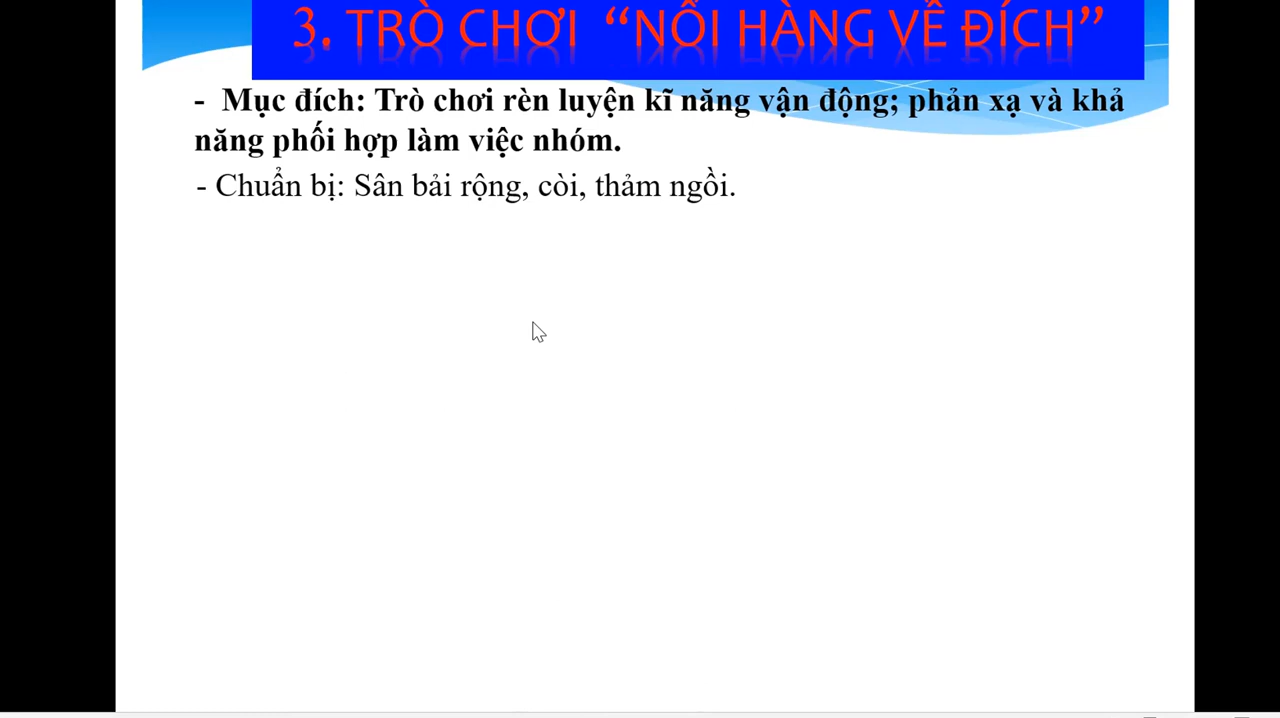 3. TRÒ CHƠI “NỐI HÀNG VỀ ĐÍCH”
- Mục đích: Trò chơi rèn luyện kĩ năng vận động; phản xạ và khả
năng phối hợp làm việc nhóm.
- Chuẩn bị: Sân bải rộng, còi, thảm ngồi.